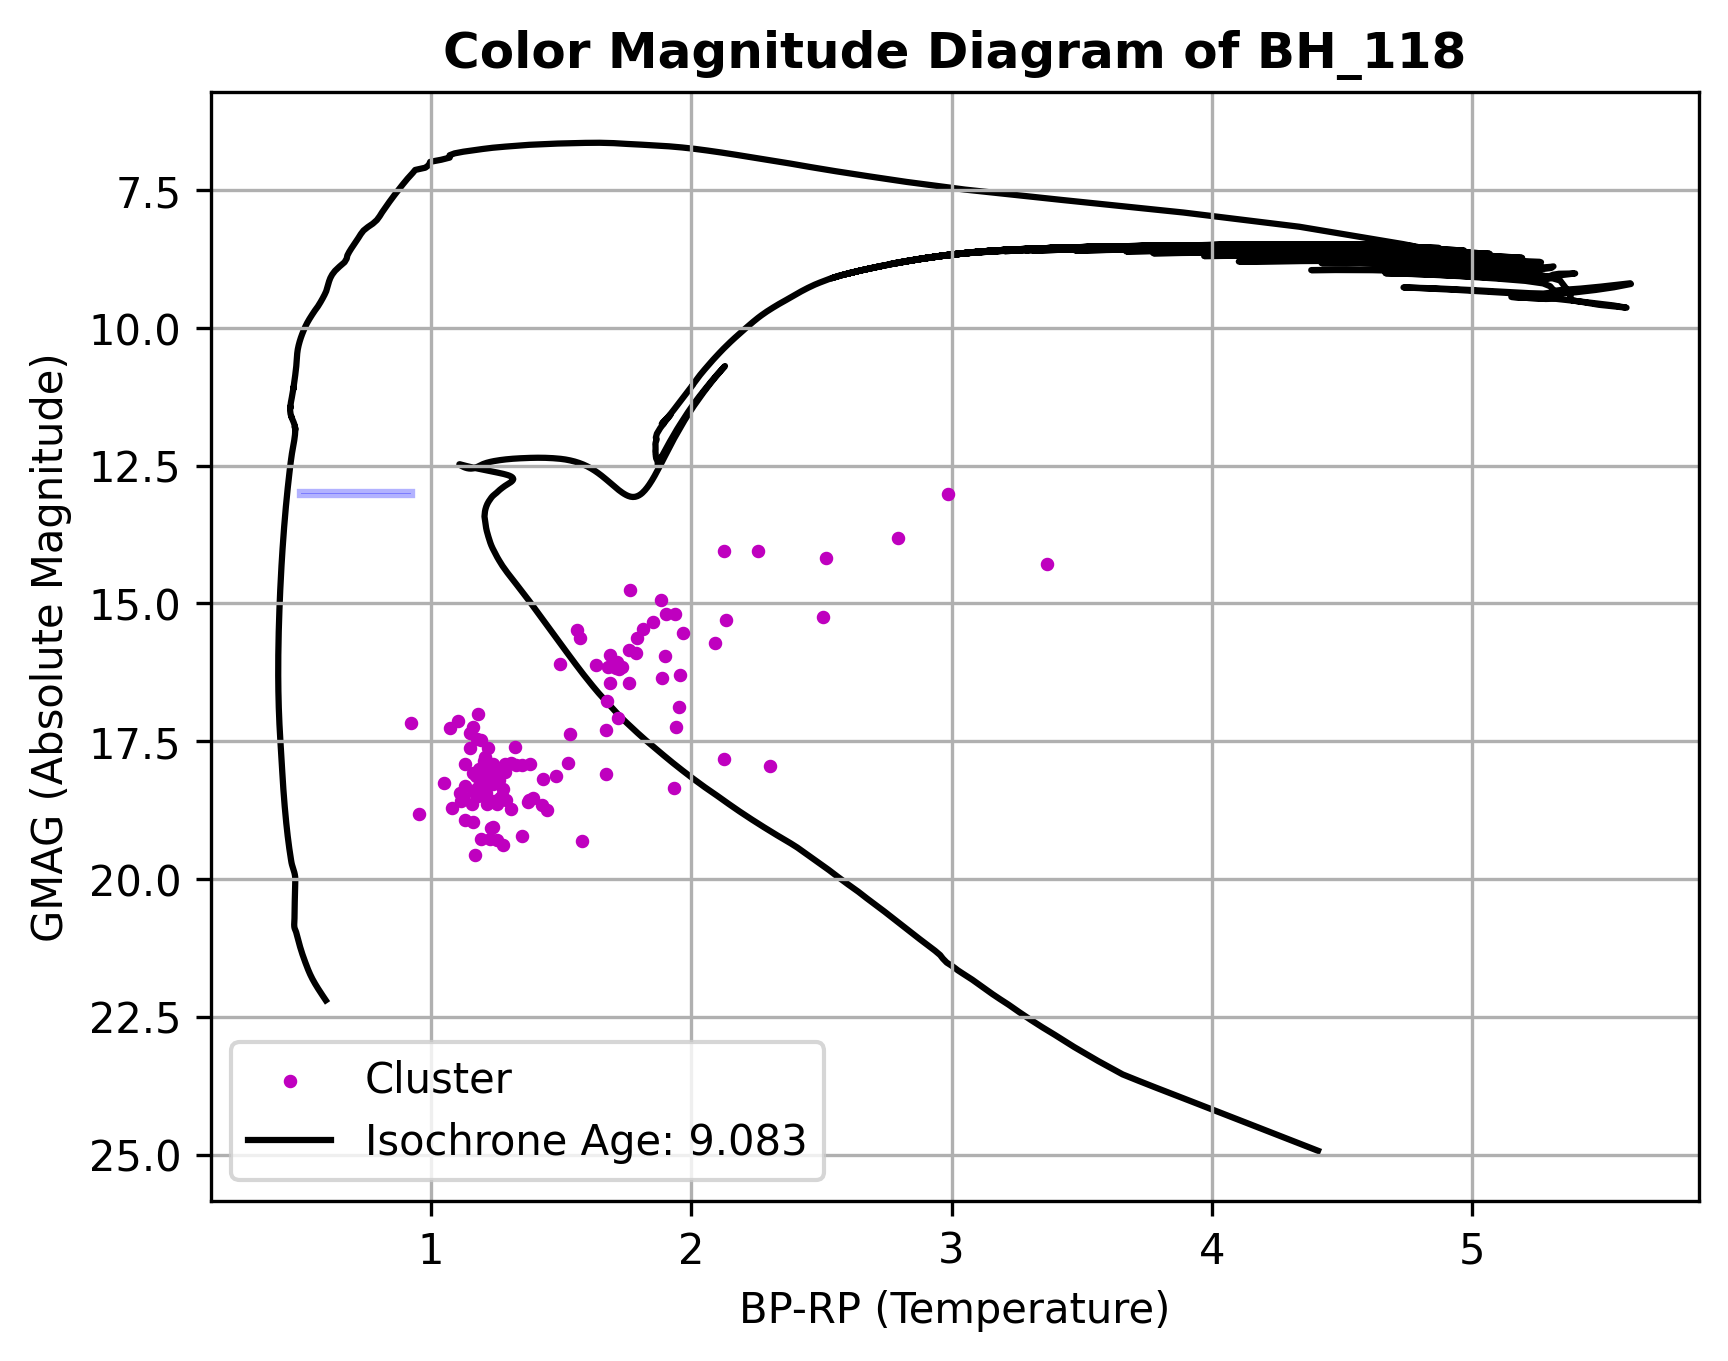 Color Magnitude Diagram of BH_118
GMAG (Absolute Magnitude)
7.5
10.0
12.5
15.0
17.5
20.0
22.5
25.0
Cluster
Isochrone Age: 9.083
1 2 3 4 5
BP-RP (Temperature)